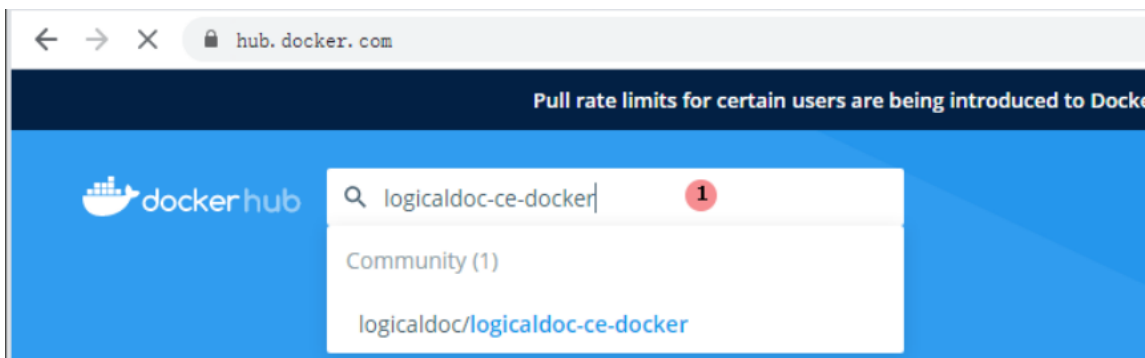 hub.docker.com
Pull rate limits for certain users are being introduced to Docke
dockerhub
logicaldoc-ce-docker
1
Community (1)
logicaldoc/logicaldoc-ce-docker